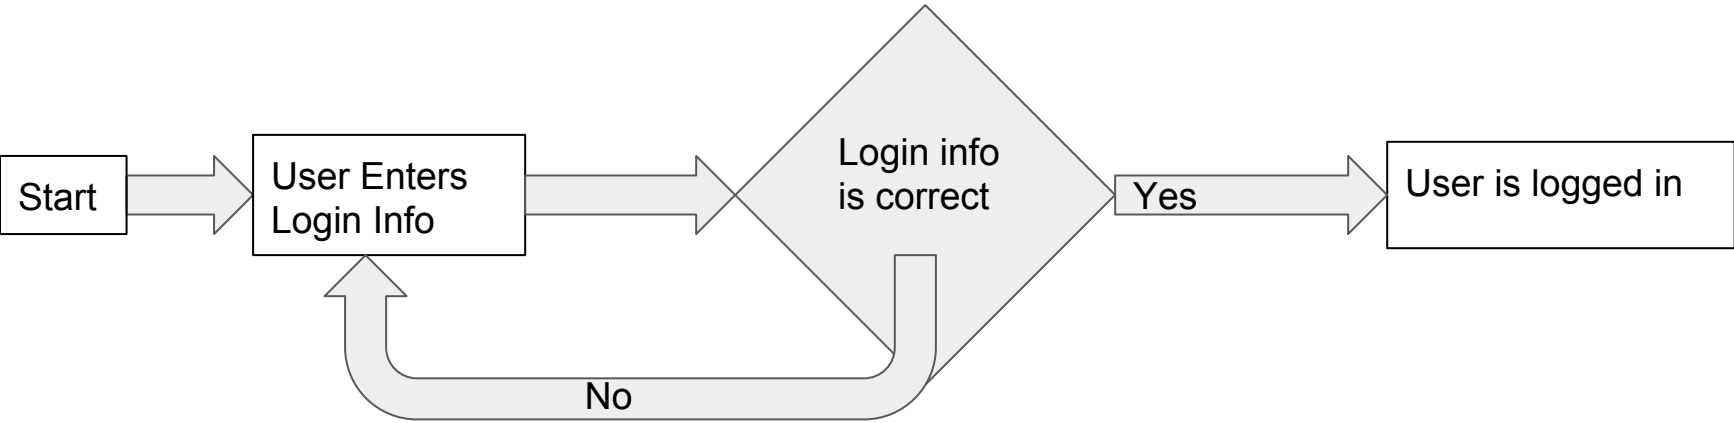 Start
User Enters
Login Info
Login info
is correct
Yes
User is logged in
No